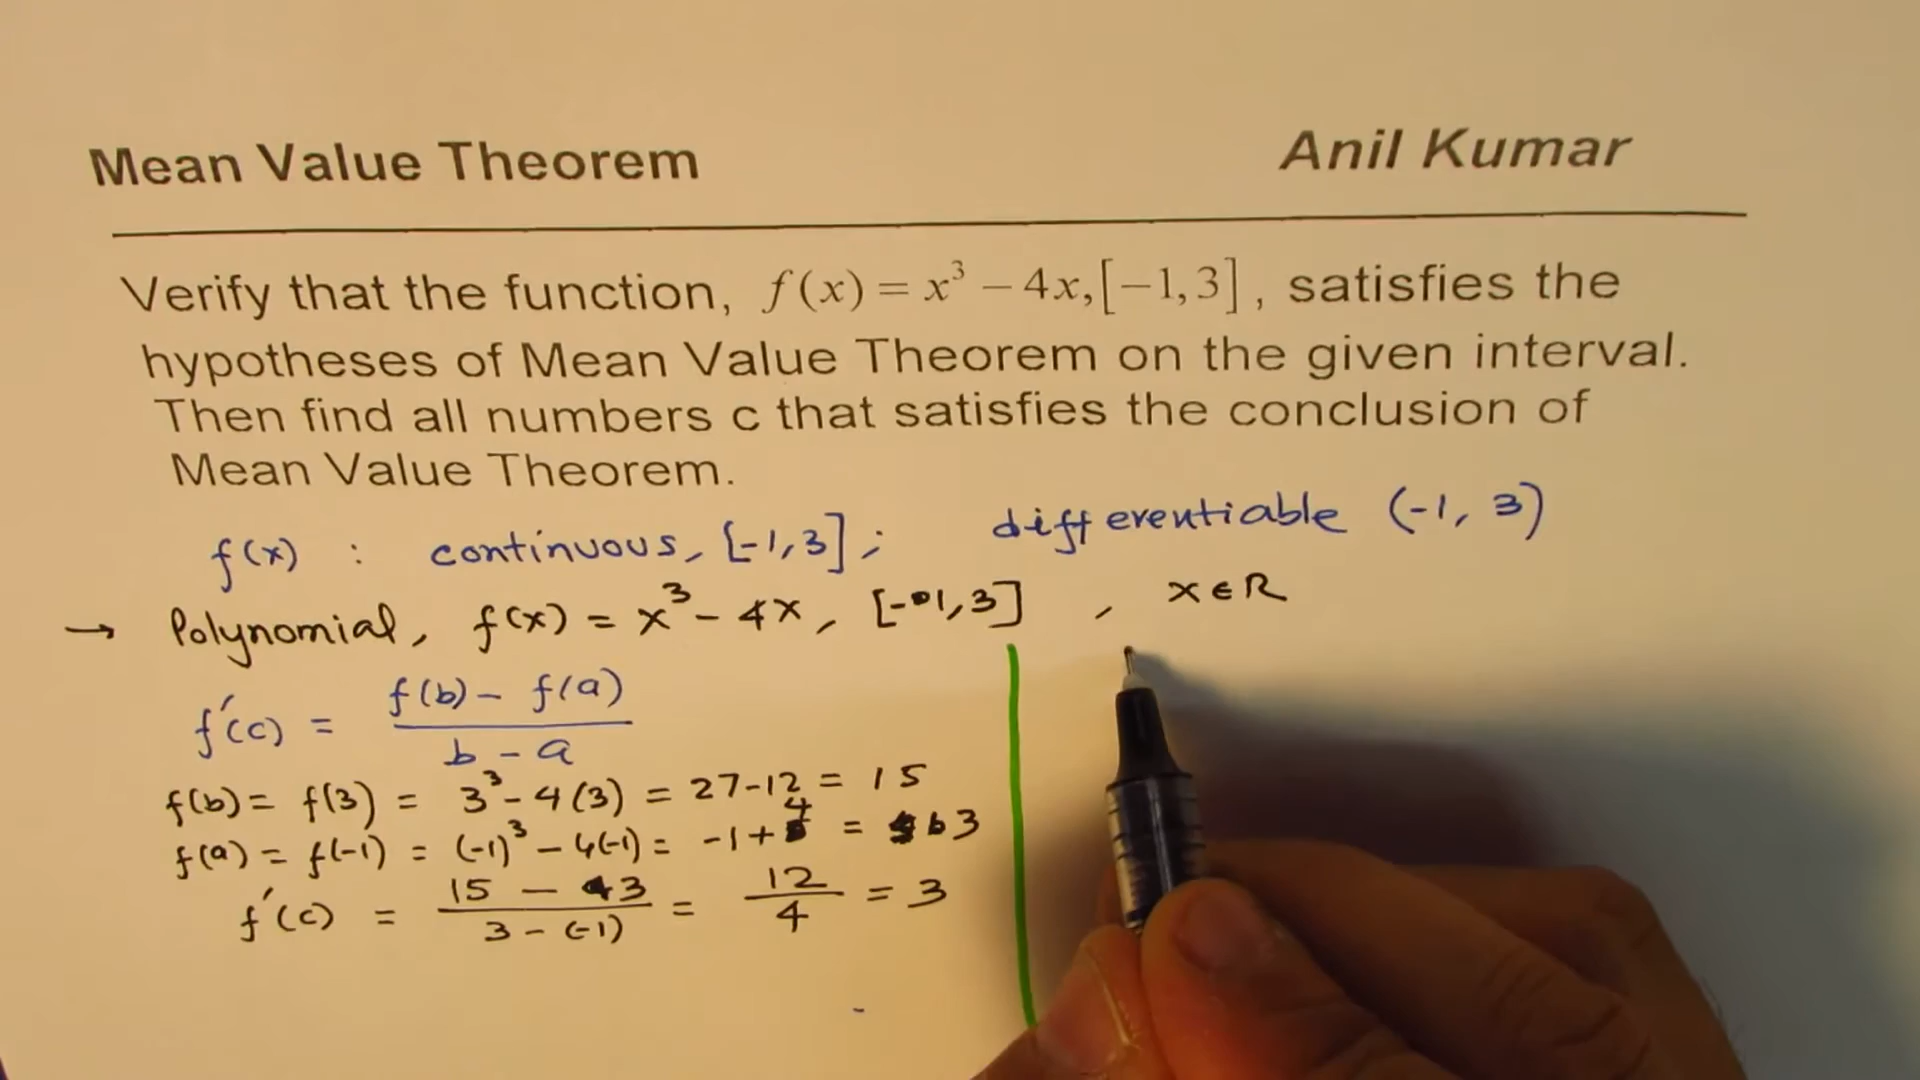 Mean Value Theorem
Anil Kumar
Verify that the function, f(x) = x³ − 4x, [−1, 3] , satisfies the
hypotheses of Mean Value Theorem on the given interval.
Then find all numbers c that satisfies the conclusion of
Mean Value Theorem.
f(x) : continuous, [-1,3] ; differentiable (-1, 3)
→ Polynomial, f(x) = x³ - 4x, [-1,3] , x ∈ R
f'(c) = f(b) - f(a) / b - a
f(b) = f(3) = 3³ - 4(3) = 27-12 = 15
f(a) = f(-1) = (-1)³ - 4(-1) = -1+4 = 3
f'(c) = 15 - 3 / 3 - (-1) = 12 / 4 = 3